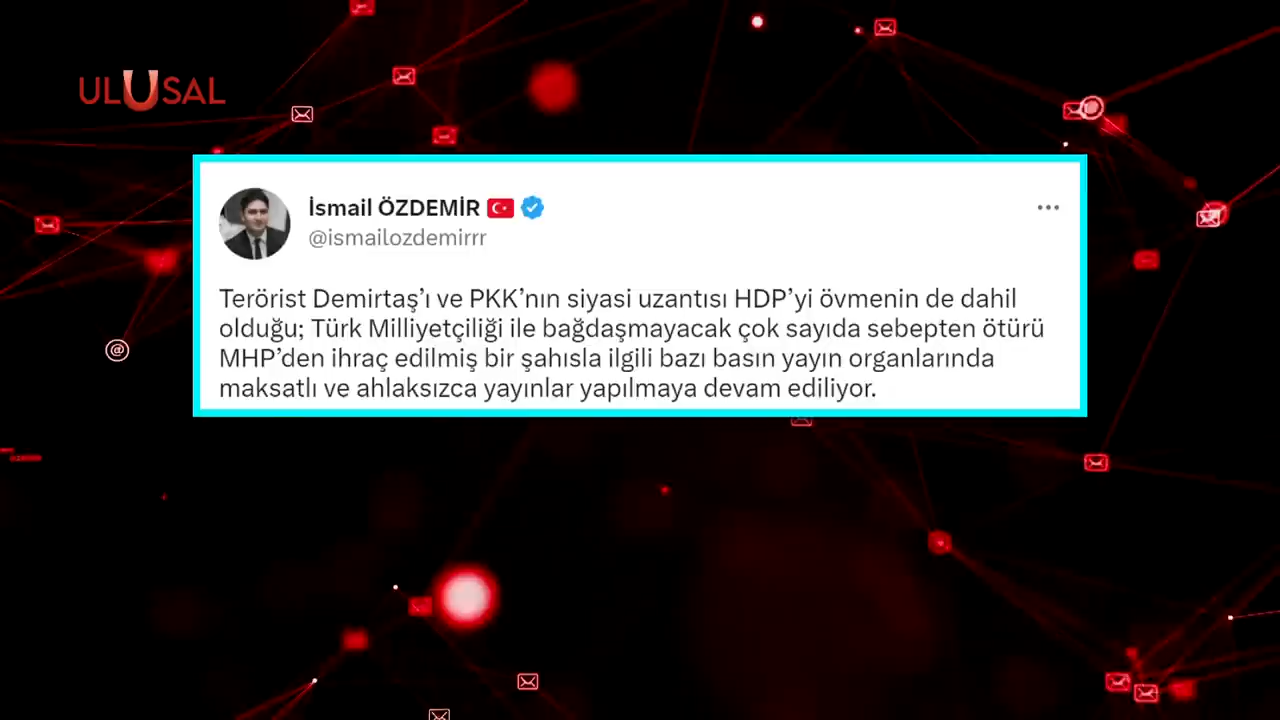 ULUSAL
İsmail ÖZDEMİR
@ismailozdemirrr
Terörist Demirtaş’ı ve PKK’nın siyasi uzantısı HDP’yi övmenin de dahil
olduğu; Türk Milliyetçiliği ile bağdaşmayacak çok sayıda sebepten ötürü
MHP’den ihraç edilmiş bir şahısla ilgili bazı basın yayın organlarında
maksatlı ve ahlaksızca yayınlar yapılmaya devam ediliyor.